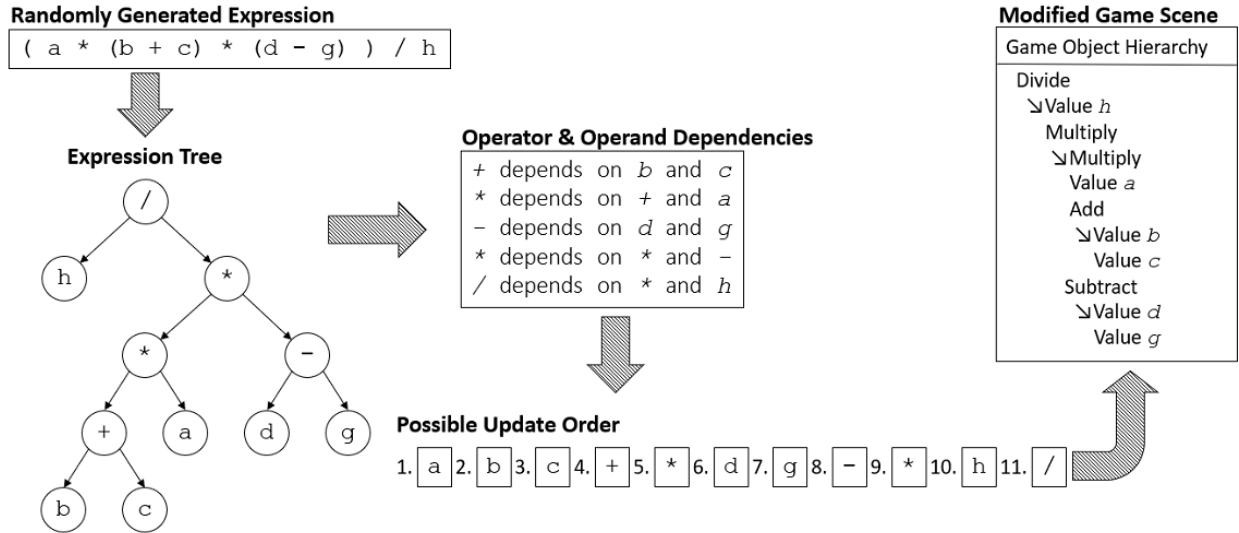 Randomly Generated Expression
( a * (b + c) * (d - g) ) / h
Expression Tree
/
h
*
*
-
+
a
d
g
b
c
Operator & Operand Dependencies
+ depends on b and c
* depends on + and a
- depends on d and g
* depends on * and -
/ depends on * and h
Possible Update Order
1. a 2. b 3. c 4. + 5. * 6. d 7. g 8. - 9. * 10. h 11. /
Modified Game Scene
Game Object Hierarchy
Divide
↘Value h
Multiply
↘Multiply
Value a
Add
↘Value b
Value c
Subtract
↘Value d
Value g